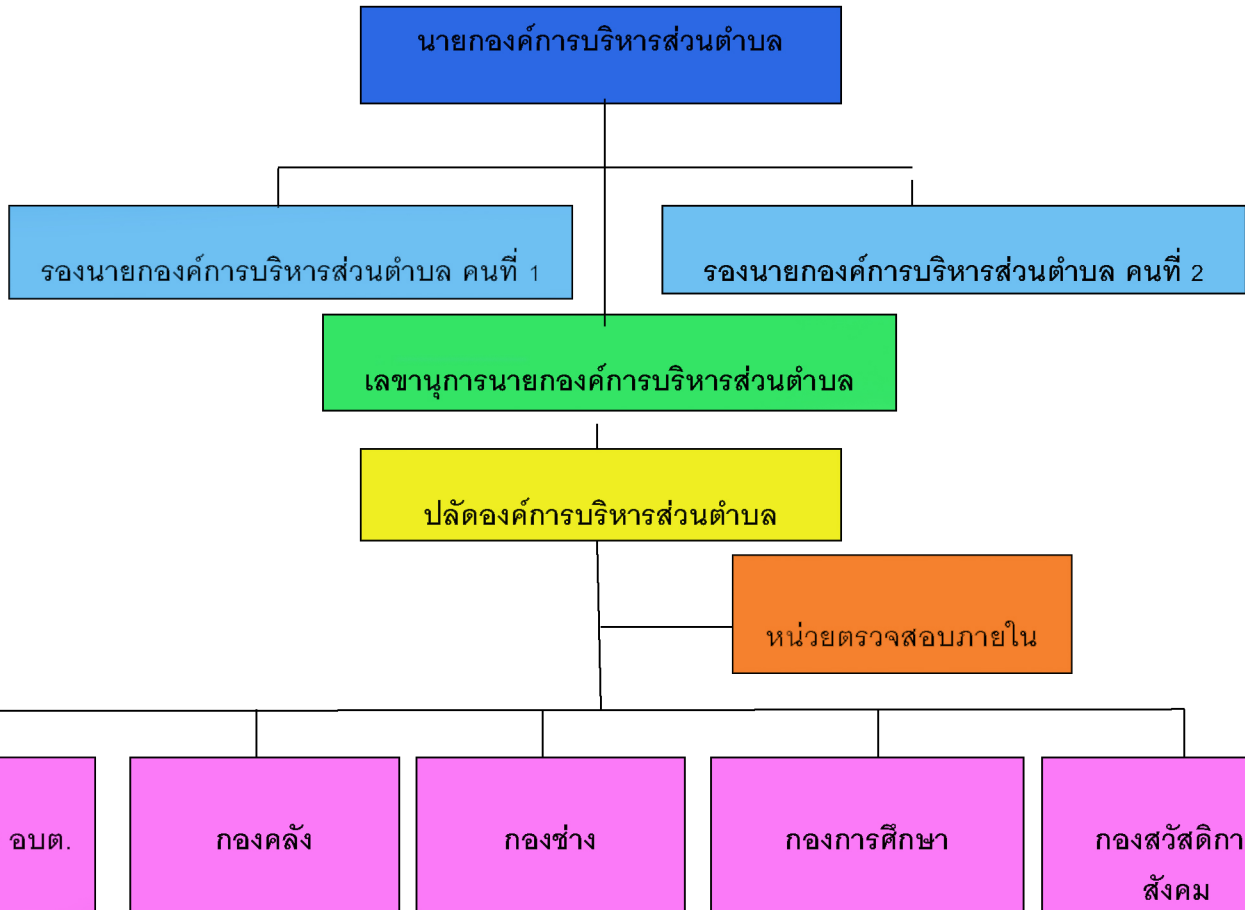 นายกองค์การบริหารส่วนตำบล
รองนายกองค์การบริหารส่วนตำบล คนที่ 1
รองนายกองค์การบริหารส่วนตำบล คนที่ 2
เลขานุการนายกองค์การบริหารส่วนตำบล
ปลัดองค์การบริหารส่วนตำบล
หน่วยตรวจสอบภายใน
อบต.
กองคลัง
กองช่าง
กองการศึกษา
กองสวัสดิกา
สังคม